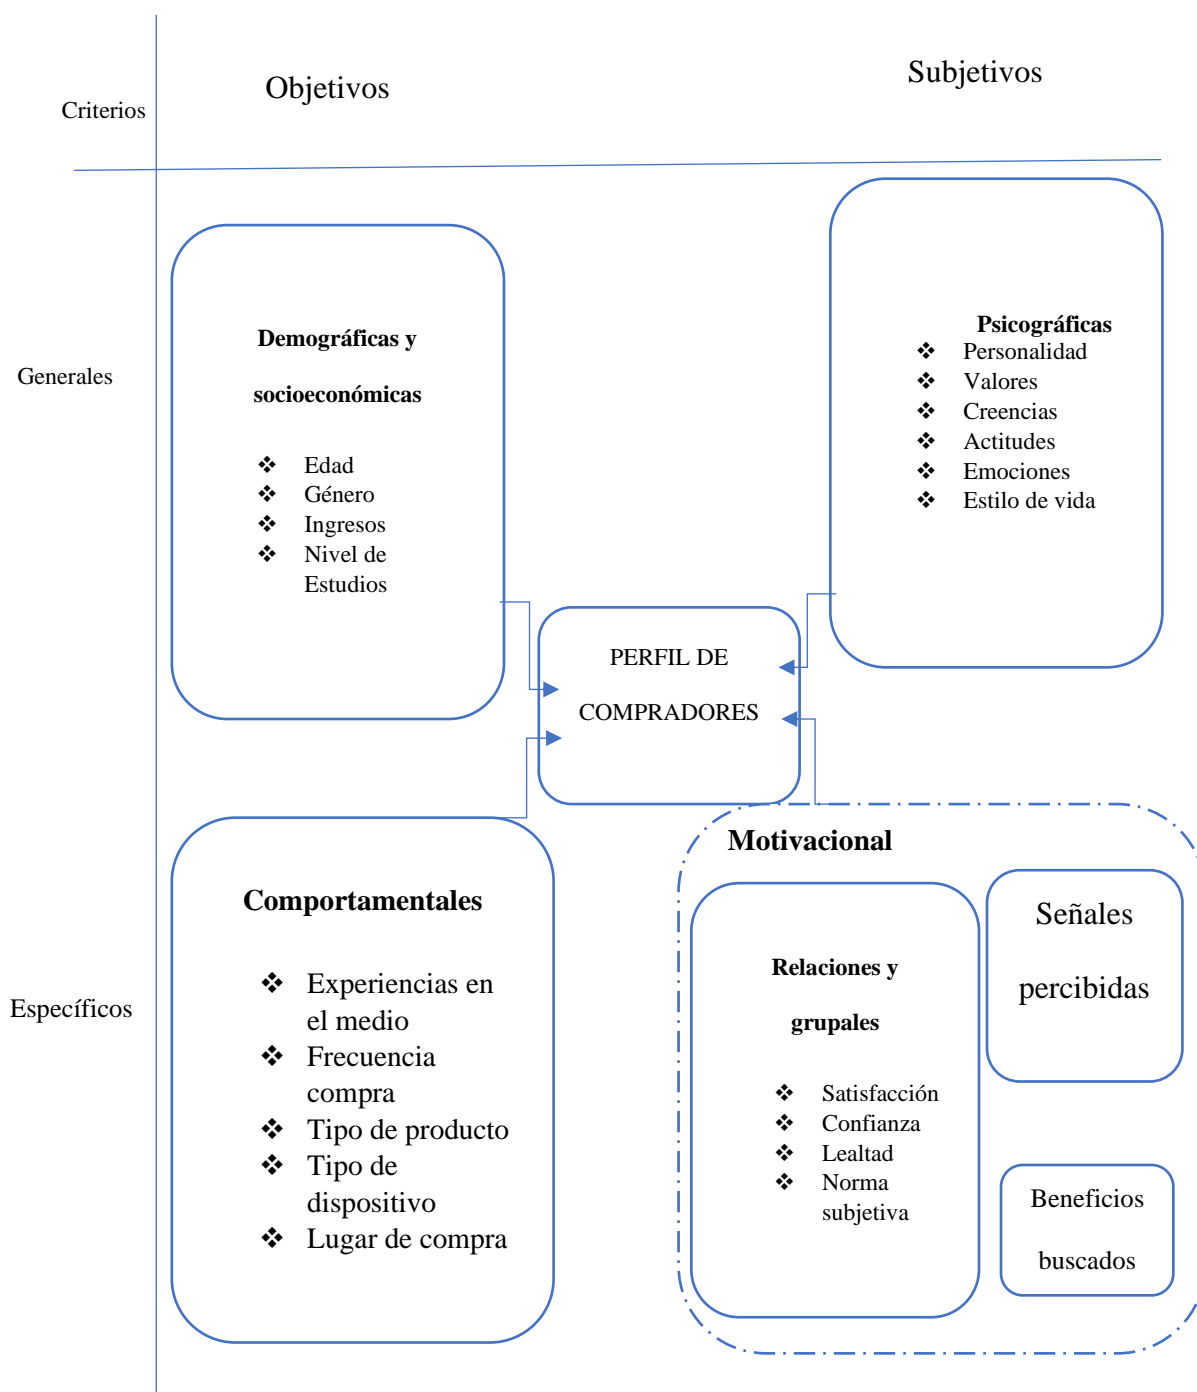 Criterios
Objetivos
Subjetivos
Generales
Demográficas y
socioeconómicas
❖ Edad
❖ Género
❖ Ingresos
❖ Nivel de
Estudios
Psicográficas
❖ Personalidad
❖ Valores
❖ Creencias
❖ Actitudes
❖ Emociones
❖ Estilo de vida
PERFIL DE
COMPRADORES
Específicos
Comportamentales
❖ Experiencias en
el medio
❖ Frecuencia
compra
❖ Tipo de producto
❖ Tipo de
dispositivo
❖ Lugar de compra
Motivacional
Relaciones y
grupales
❖ Satisfacción
❖ Confianza
❖ Lealtad
❖ Norma
subjetiva
Señales
percibidas
Beneficios
buscados